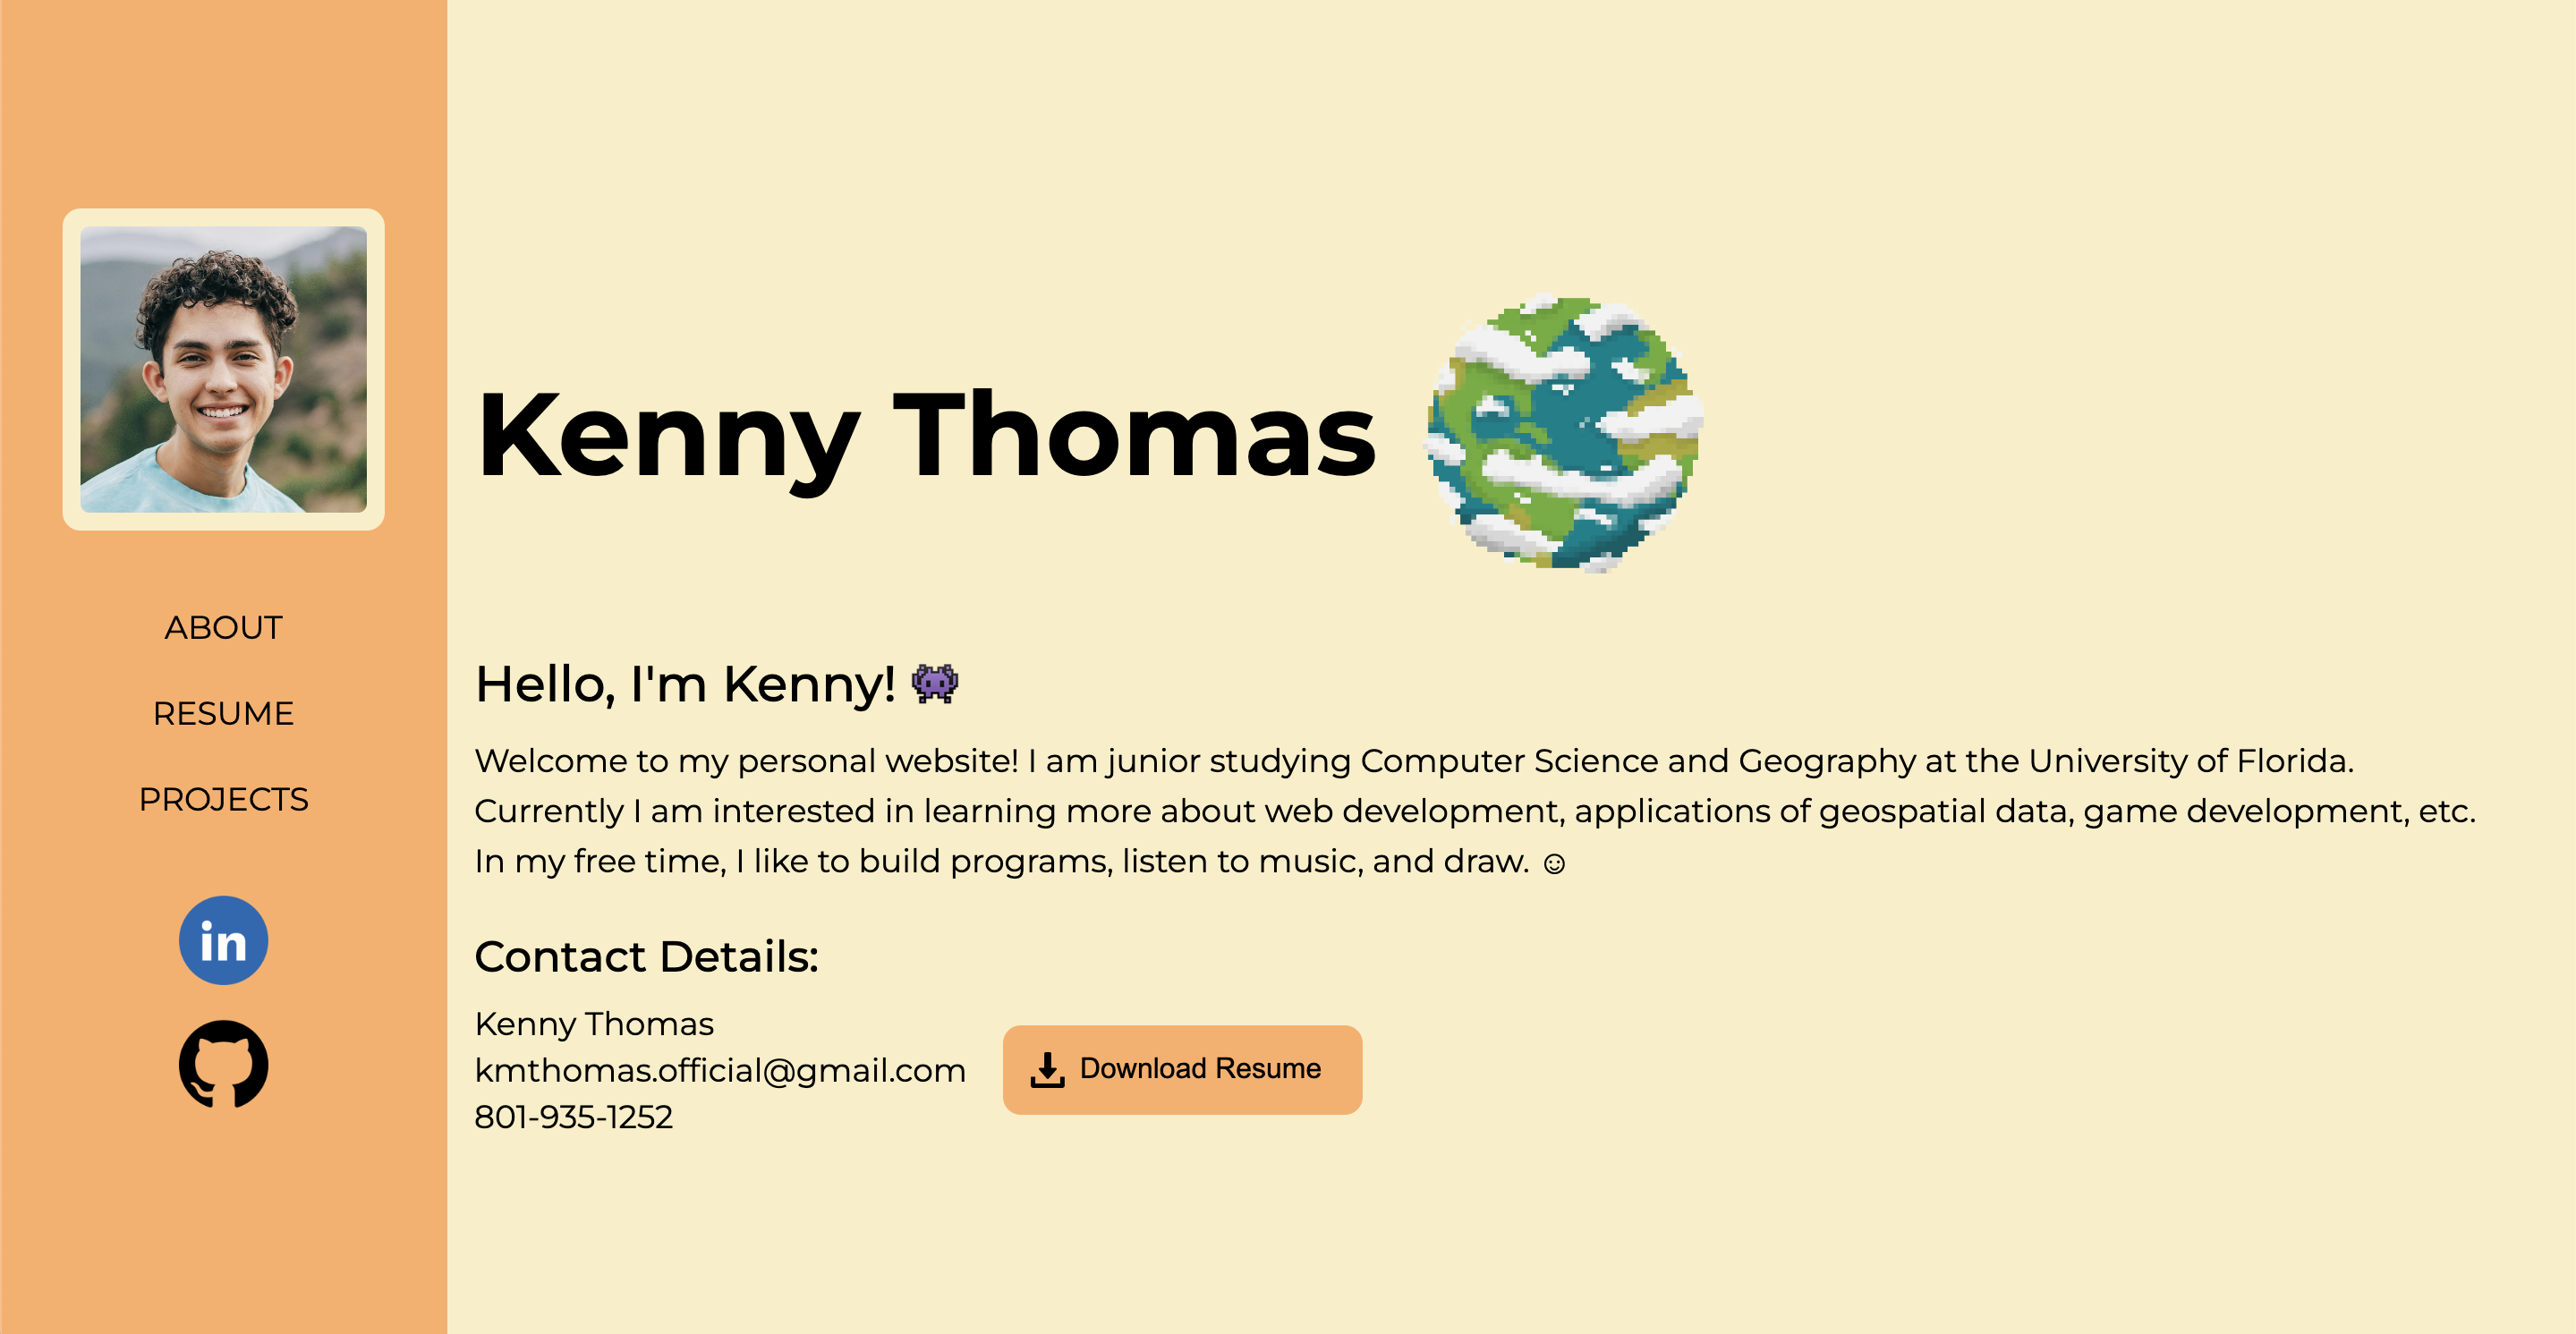 ABOUT
RESUME
PROJECTS
in
Kenny Thomas
Hello, I'm Kenny! 👾
Welcome to my personal website! I am junior studying Computer Science and Geography at the University of Florida.
Currently I am interested in learning more about web development, applications of geospatial data, game development, etc.
In my free time, I like to build programs, listen to music, and draw. ☺
Contact Details:
Kenny Thomas
kmthomas.official@gmail.com
801-935-1252
Download Resume